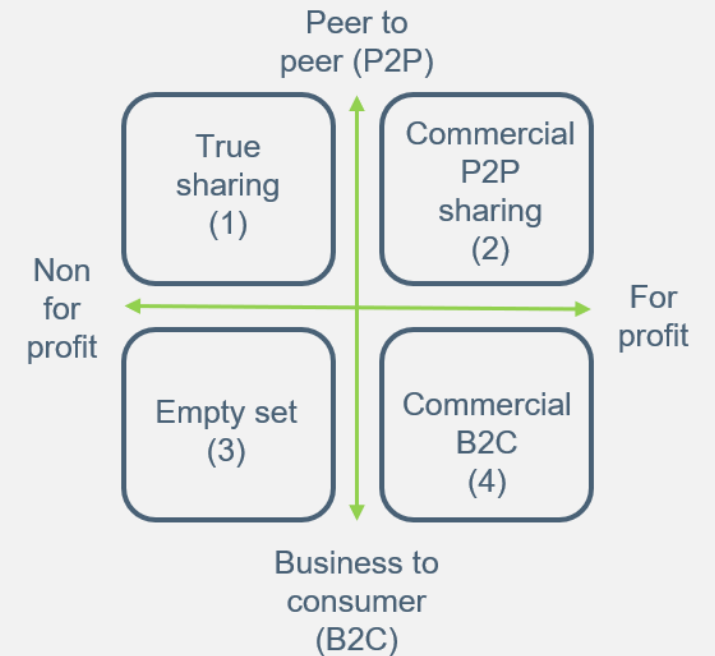 Peer to
peer (P2P)
True
sharing
(1)
Commercial
P2P
sharing
(2)
Non
for
profit
For
profit
Empty set
(3)
Commercial
B2C
(4)
Business to
consumer
(B2C)